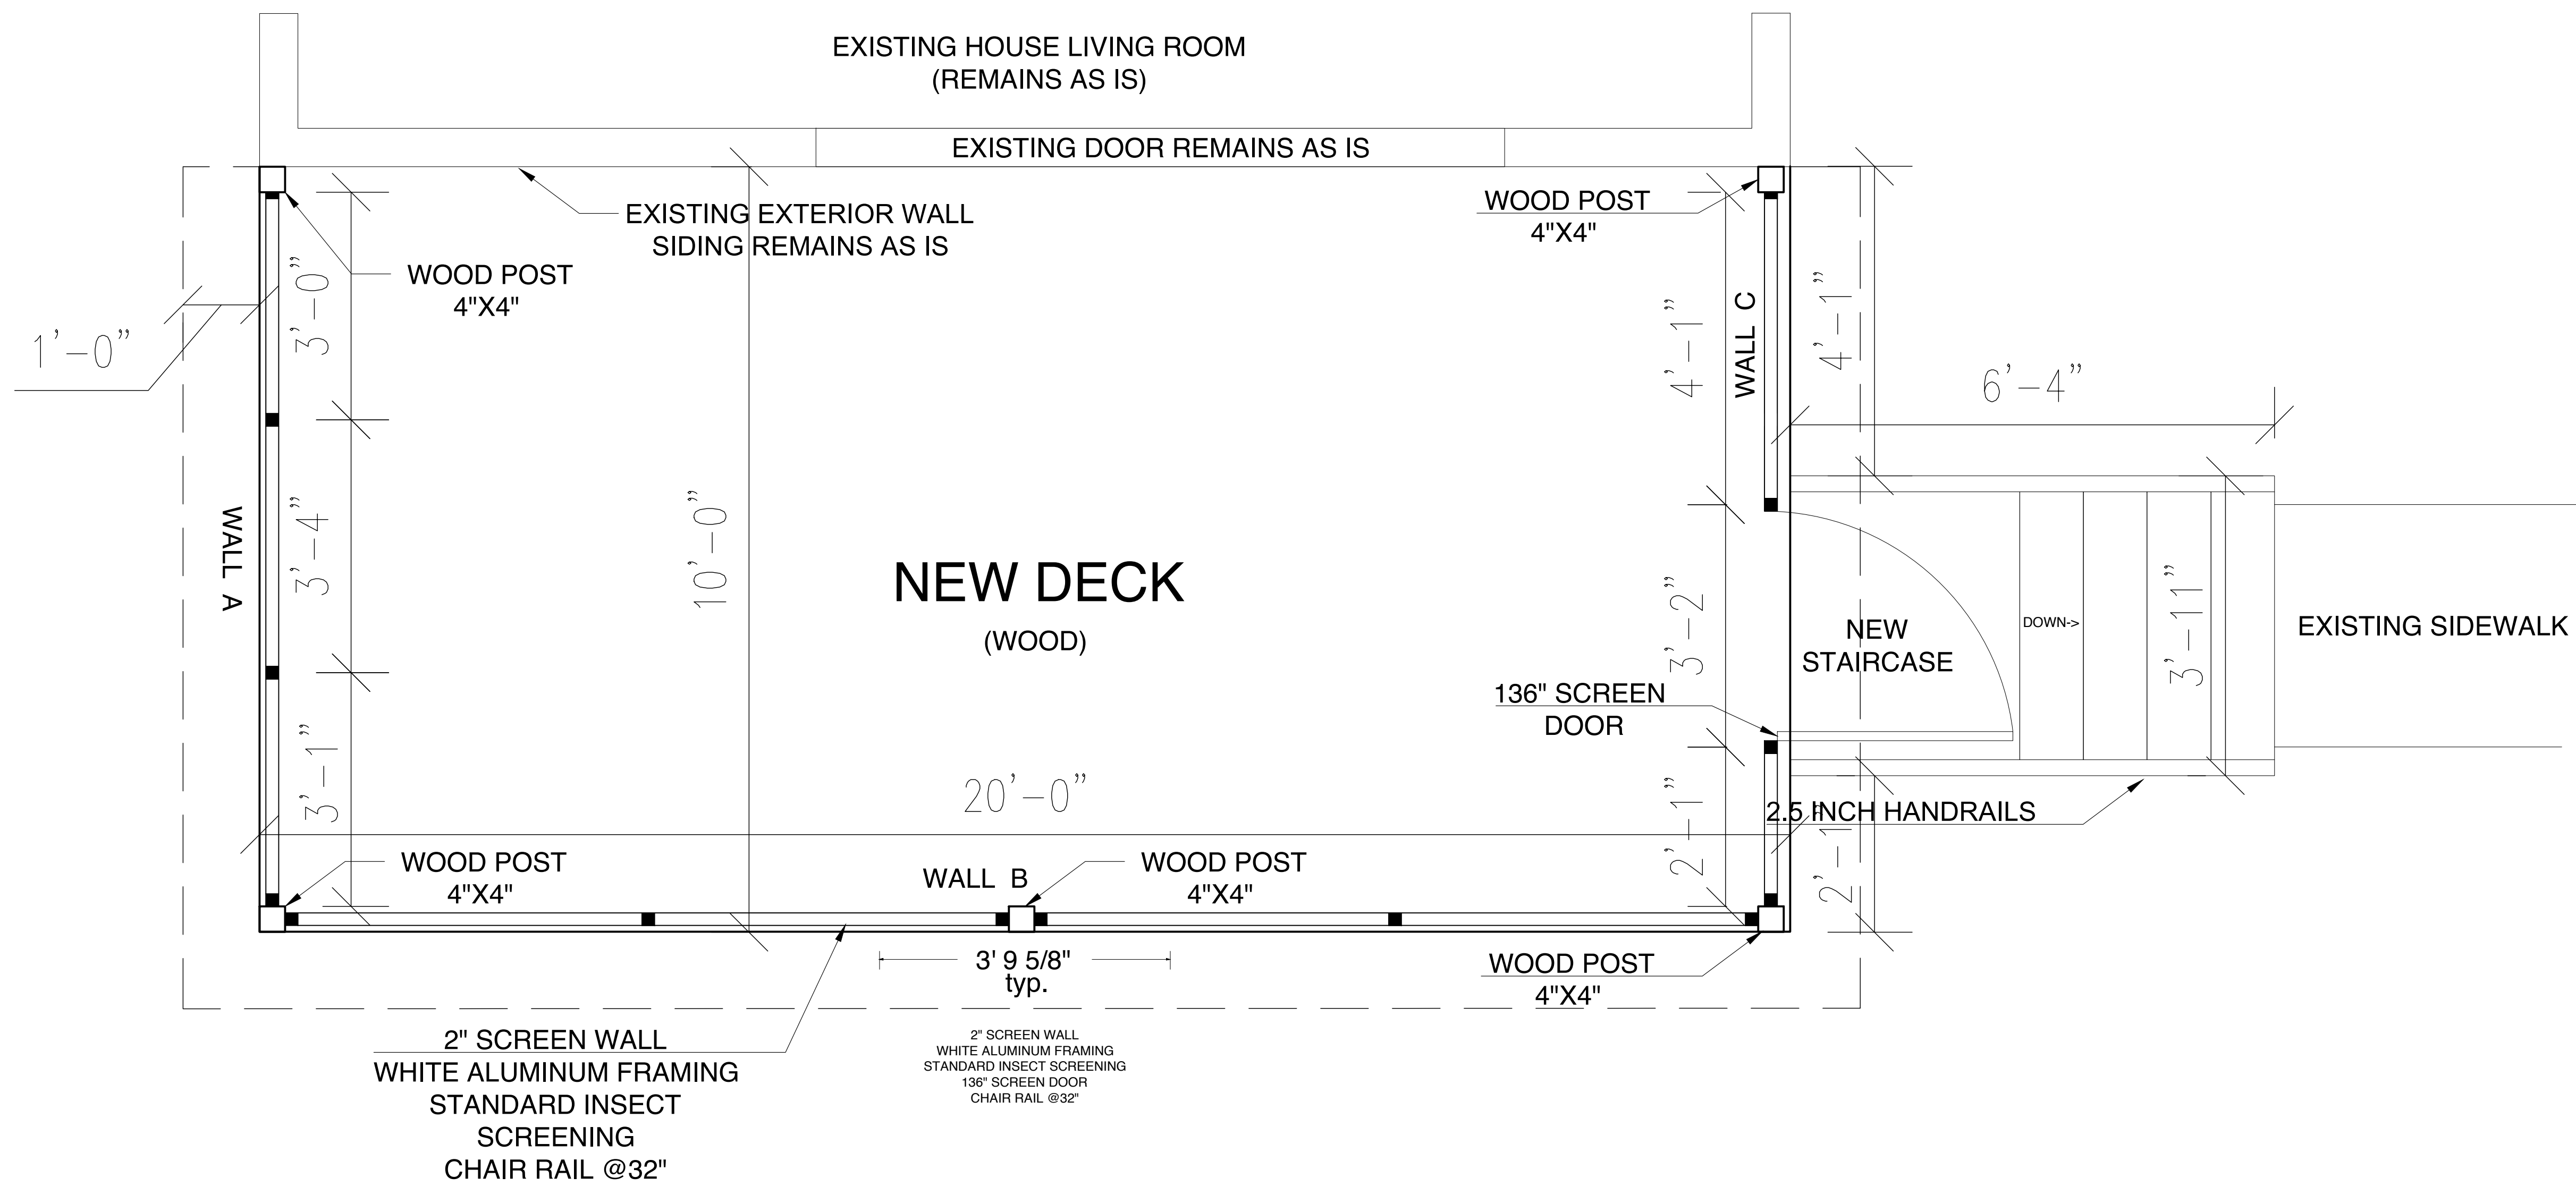 EXISTING HOUSE LIVING ROOM
(REMAINS AS IS)
EXISTING DOOR REMAINS AS IS
EXISTING EXTERIOR WALL
SIDING REMAINS AS IS
WOOD POST
4"X4"
WOOD POST
4"X4"
1'-0"
3'-0"
3'-4"
3'-1"
WALL A
10'-0"
4'-1"
WALL C
4'-1"
6'-4"
NEW DECK
(WOOD)
3'-2"
NEW
STAIRCASE
DOWN->
3'-11"
EXISTING SIDEWALK
136" SCREEN
DOOR
20'-0"
2'-1"
2.5 INCH HANDRAILS
2'-1"
WOOD POST
4"X4"
WALL B
WOOD POST
4"X4"
3' 9 5/8"
typ.
WOOD POST
4"X4"
2" SCREEN WALL
WHITE ALUMINUM FRAMING
STANDARD INSECT
SCREENING
CHAIR RAIL @32"
2" SCREEN WALL
WHITE ALUMINUM FRAMING
STANDARD INSECT SCREENING
136" SCREEN DOOR
CHAIR RAIL @32"